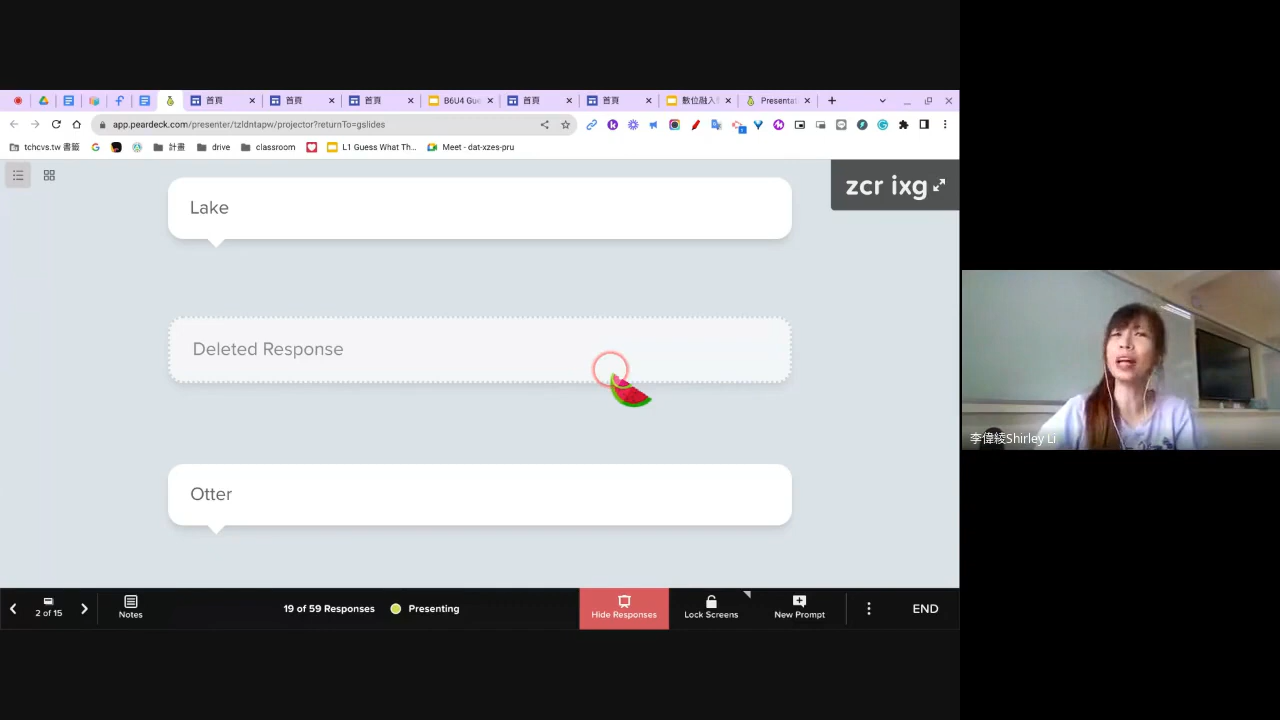 首頁
首頁
首頁
B6U4 Gue
首頁
首頁
數位融入
Presentat
app.peardeck.com/presenter/tzldntapw/projector?returnTo=gslides
tchcvs.tw 書籤
計畫
drive
classroom
L1 Guess What Th...
Meet - dat-xzes-pru
zcr ixg
Lake
Deleted Response
Otter
李偉綾Shirley Li
2 of 15
Notes
19 of 59 Responses
Presenting
Hide Responses
Lock Screens
New Prompt
END